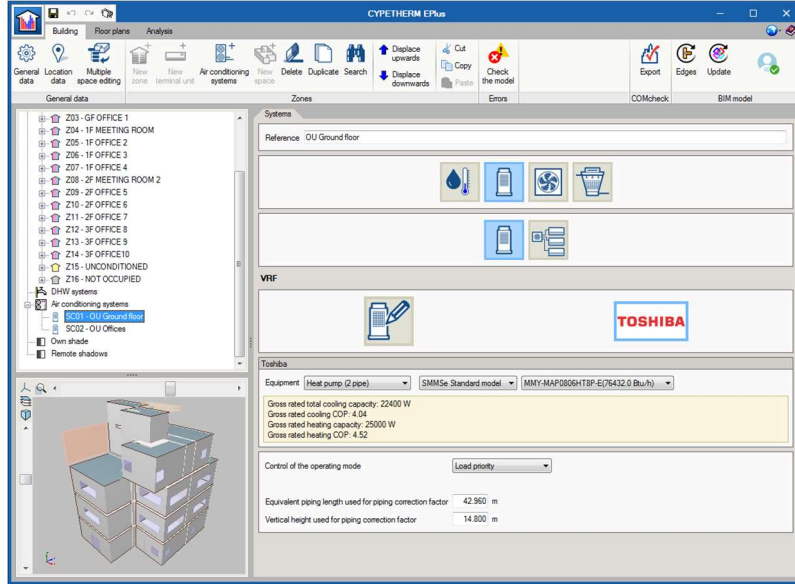 CYPETHERM EPlus
Building Floor plans Analysis
General data
Location data
Multiple space editing
New zone
New terminal unit
Air conditioning systems
New space
Delete
Duplicate
Search
Displace upwards
Displace downwards
Cut
Copy
Paste
Check the model
Export
Edges
Update
General data Zones Errors COMcheck BIM model
Z03 - GF OFFICE 1
Z04 - 1F MEETING ROOM
Z05 - 1F OFFICE 2
Z06 - 1F OFFICE 3
Z07 - 1F OFFICE 4
Z08 - 2F MEETING ROOM 2
Z09 - 2F OFFICE 5
Z10 - 2F OFFICE 6
Z11 - 2F OFFICE 7
Z12 - 3F OFFICE 8
Z13 - 3F OFFICE 9
Z14 - 3F OFFICE10
Z15 - UNCONDITIONED
Z16 - NOT OCCUPIED
DHW systems
Air conditioning systems
SC01 - OU Ground floor
SC02 - OU Offices
Own shade
Remote shadows
Systems
Reference OU Ground floor
VRF
TOSHIBA
Toshiba
Equipment Heat pump (2 pipe) SMMSe Standard model MMY-MAP0806HT8P-E(76432.0 Btu/h)
Gross rated total cooling capacity: 22400 W
Gross rated cooling COP: 4.04
Gross rated heating capacity: 25000 W
Gross rated heating COP: 4.52
Control of the operating mode Load priority
Equivalent piping length used for piping correction factor 42.960 m
Vertical height used for piping correction factor 14.800 m